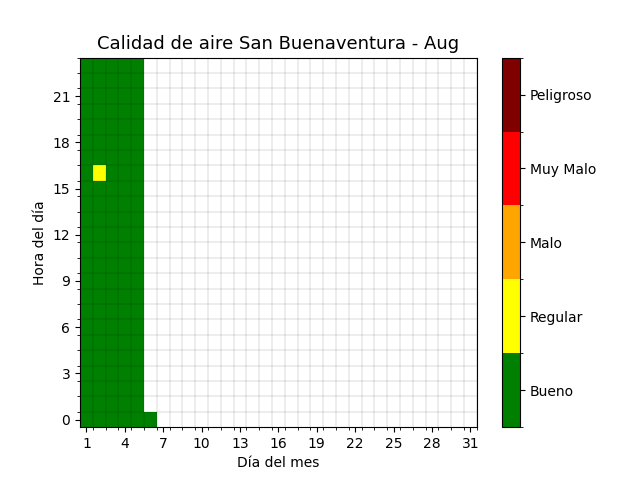 Calidad de aire San Buenaventura - Aug
Hora del día
21
18
15
12
9
6
3
0
1 4 7 10 13 16 19 22 25 28 31
Día del mes
Peligroso
Muy Malo
Malo
Regular
Bueno